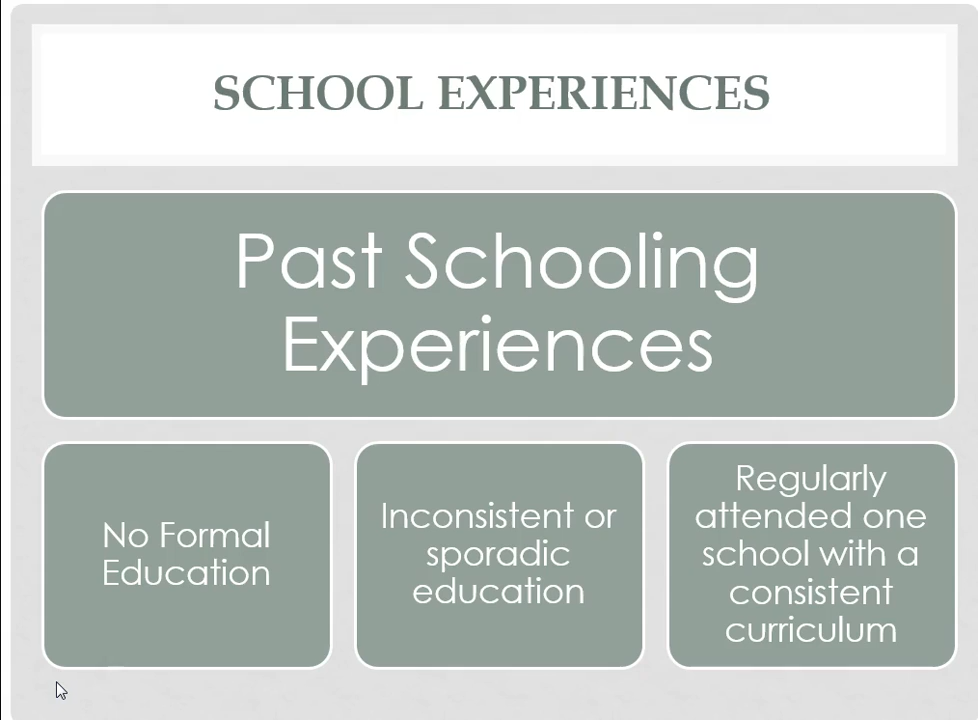 SCHOOL EXPERIENCES
Past Schooling
Experiences
No Formal
Education
Inconsistent or
sporadic
education
Regularly
attended one
school with a
consistent
curriculum